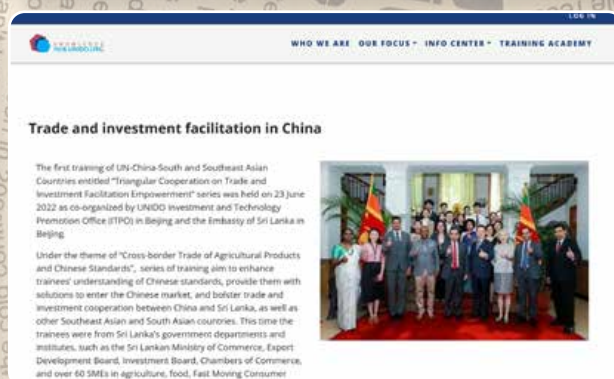 LOG IN
KNOWLEDGE
WHO WE ARE OUR FOCUS INFO CENTER TRAINING ACADEMY
Trade and investment facilitation in China
The first training of UN-China-South and Southeast Asian
Countries entitled "Triangular Cooperation on Trade and
Investment Facilitation Empowerment" series was held on 23 June
2022 as co-organized by UNIDO Investment and Technology
Promotion Office (ITPO) in Beijing and the Embassy of Sri Lanka in
Beijing.
Under the theme of "Cross-border Trade of Agricultural Products
and Chinese Standards", series of training aim to enhance
trainees' understanding of Chinese standards, provide them with
solutions to enter the Chinese market, and bolster trade and
investment cooperation between China and Sri Lanka, as well as
other Southeast Asian and South Asian countries. This time the
trainees were from Sri Lanka's government departments and
institutes, such as the Sri Lankan Ministry of Commerce, Export
Development Board, Investment Board, Chambers of Commerce,
and over 60 SMEs in agriculture, food, Fast Moving Consumer